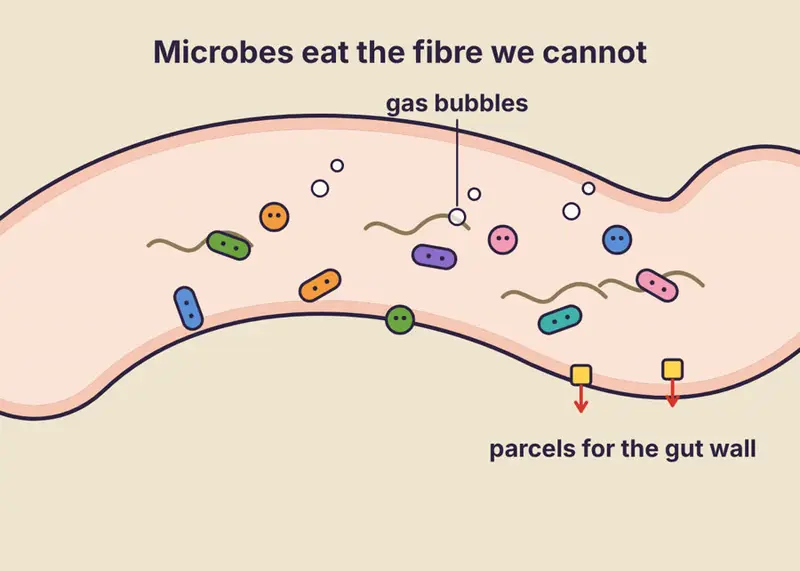 Microbes eat the fibre we cannot
gas bubbles
parcels for the gut wall